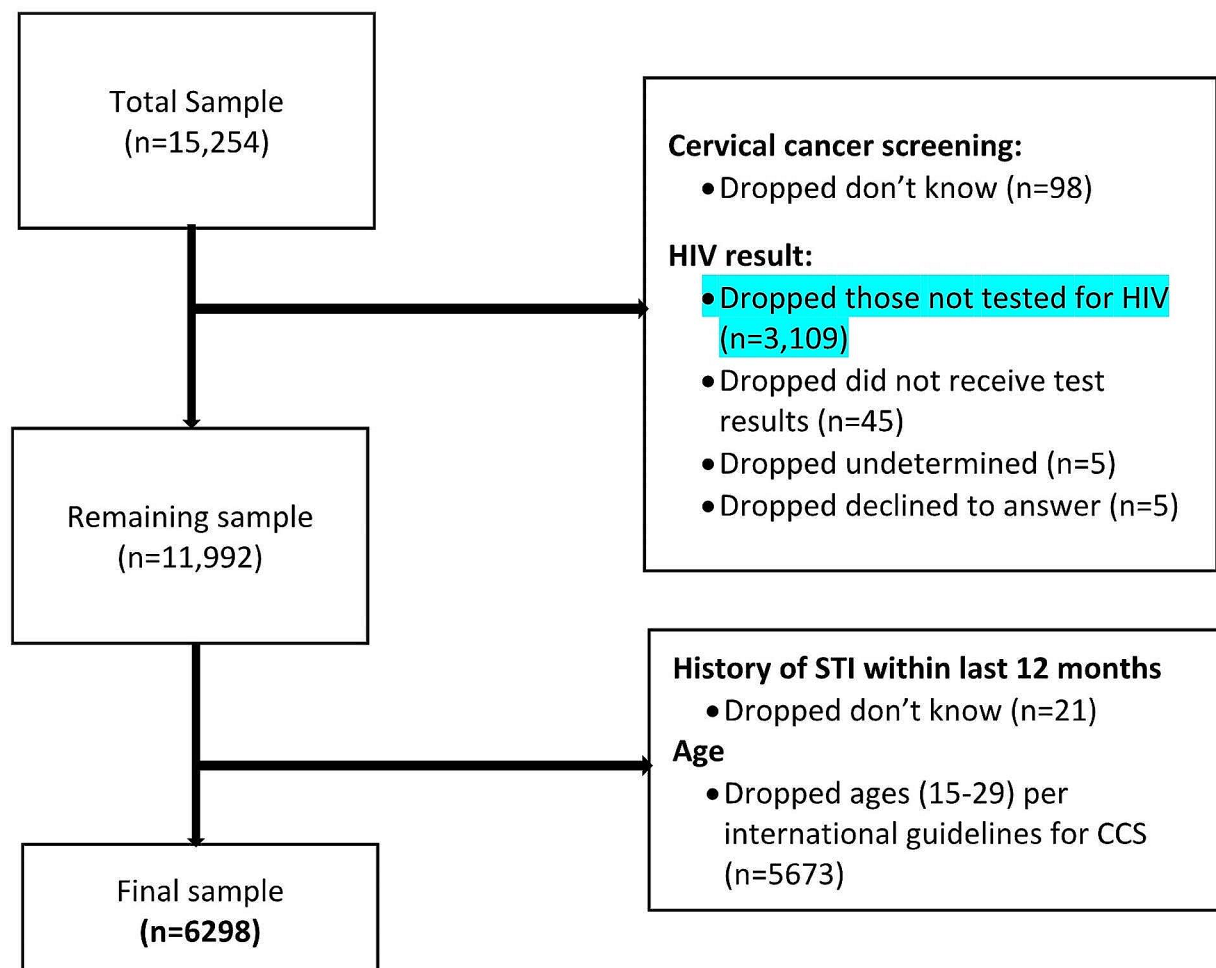 Total Sample
(n=15,254)
Cervical cancer screening:
•Dropped don’t know (n=98)
HIV result:
•Dropped those not tested for HIV
(n=3,109)
•Dropped did not receive test
results (n=45)
•Dropped undetermined (n=5)
•Dropped declined to answer (n=5)
Remaining sample
(n=11,992)
History of STI within last 12 months
•Dropped don’t know (n=21)
Age
•Dropped ages (15-29) per
international guidelines for CCS
(n=5673)
Final sample
(n=6298)